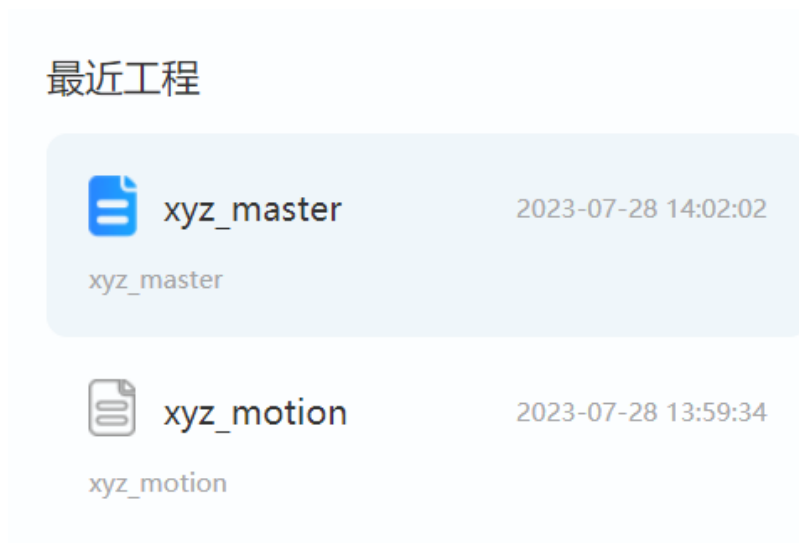 最近工程
xyz_master 2023-07-28 14:02:02
xyz_master
xyz_motion 2023-07-28 13:59:34
xyz_motion